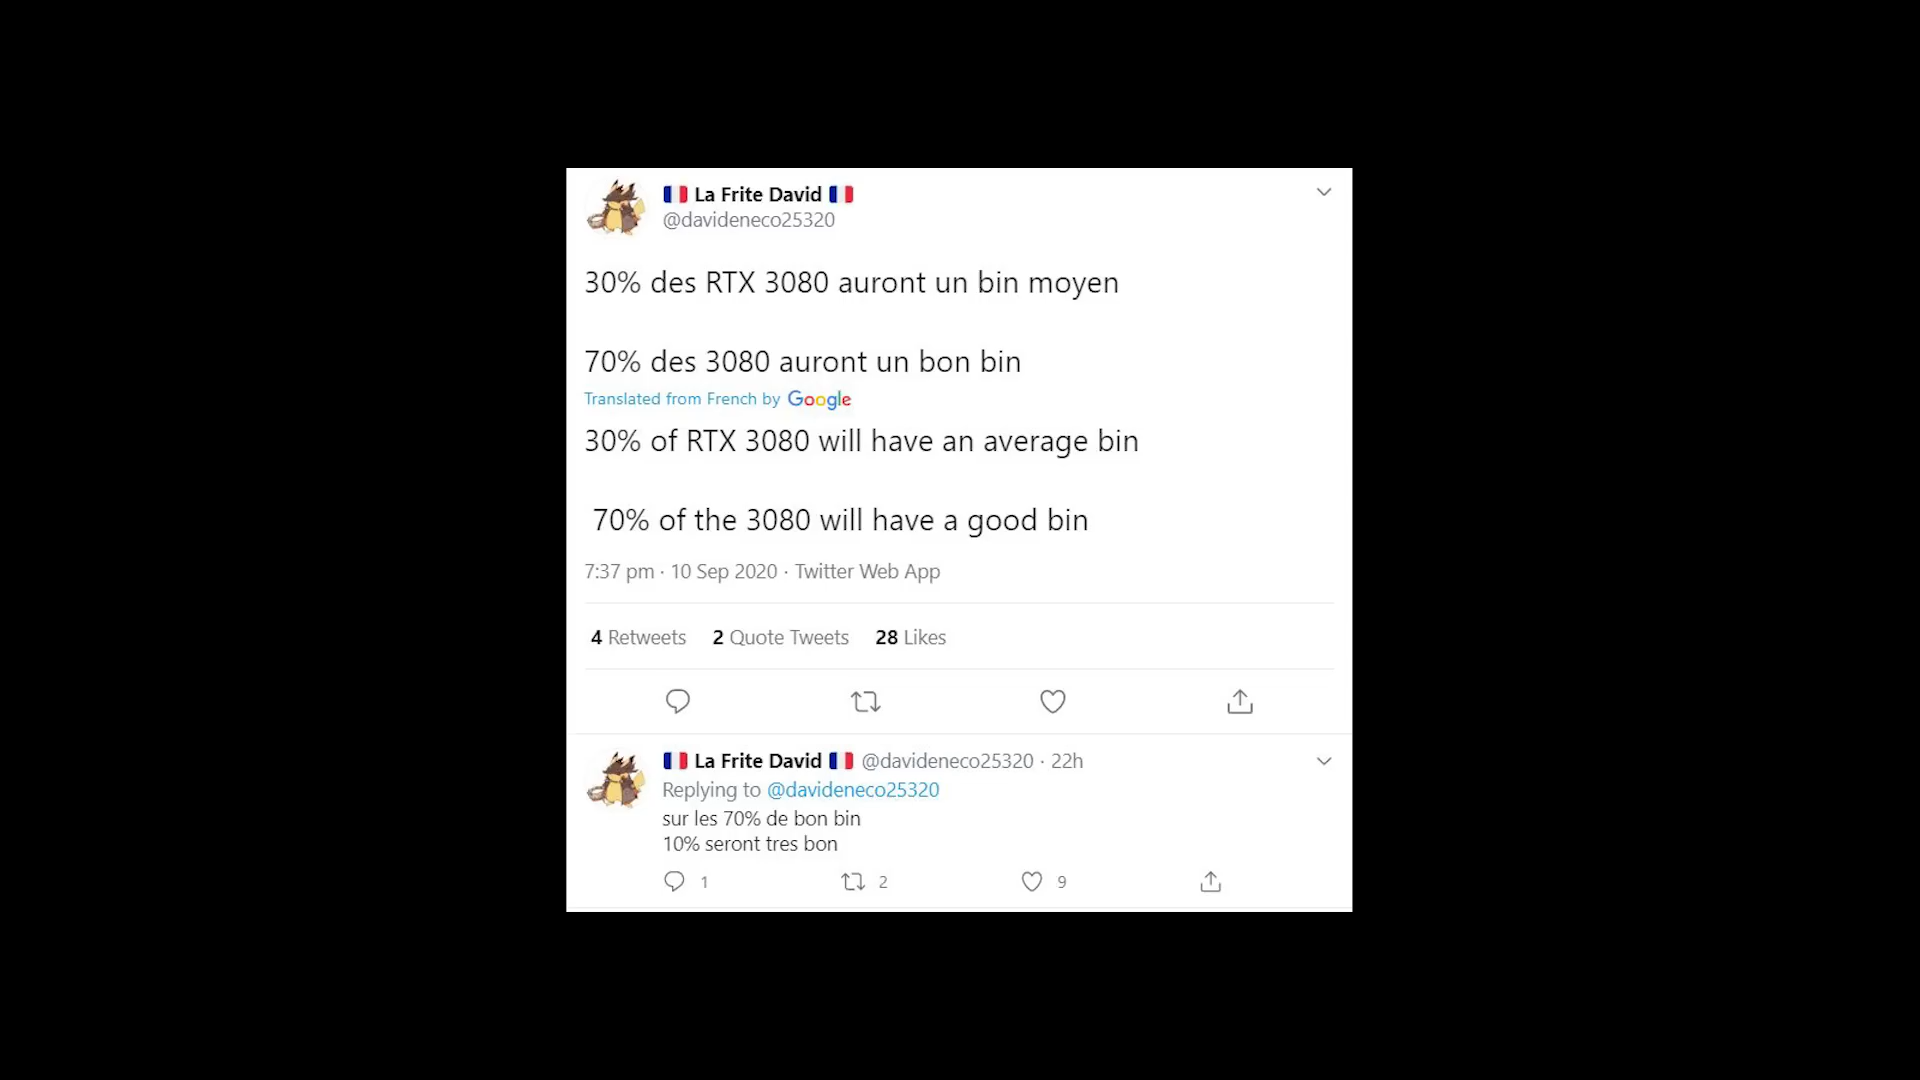 La Frite David
@davideneco25320
30% des RTX 3080 auront un bin moyen
70% des 3080 auront un bon bin
Translated from French by Google
30% of RTX 3080 will have an average bin
70% of the 3080 will have a good bin
7:37 pm · 10 Sep 2020 · Twitter Web App
4 Retweets 2 Quote Tweets 28 Likes
La Frite David @davideneco25320 · 22h
Replying to @davideneco25320
sur les 70% de bon bin
10% seront tres bon
1 2 9